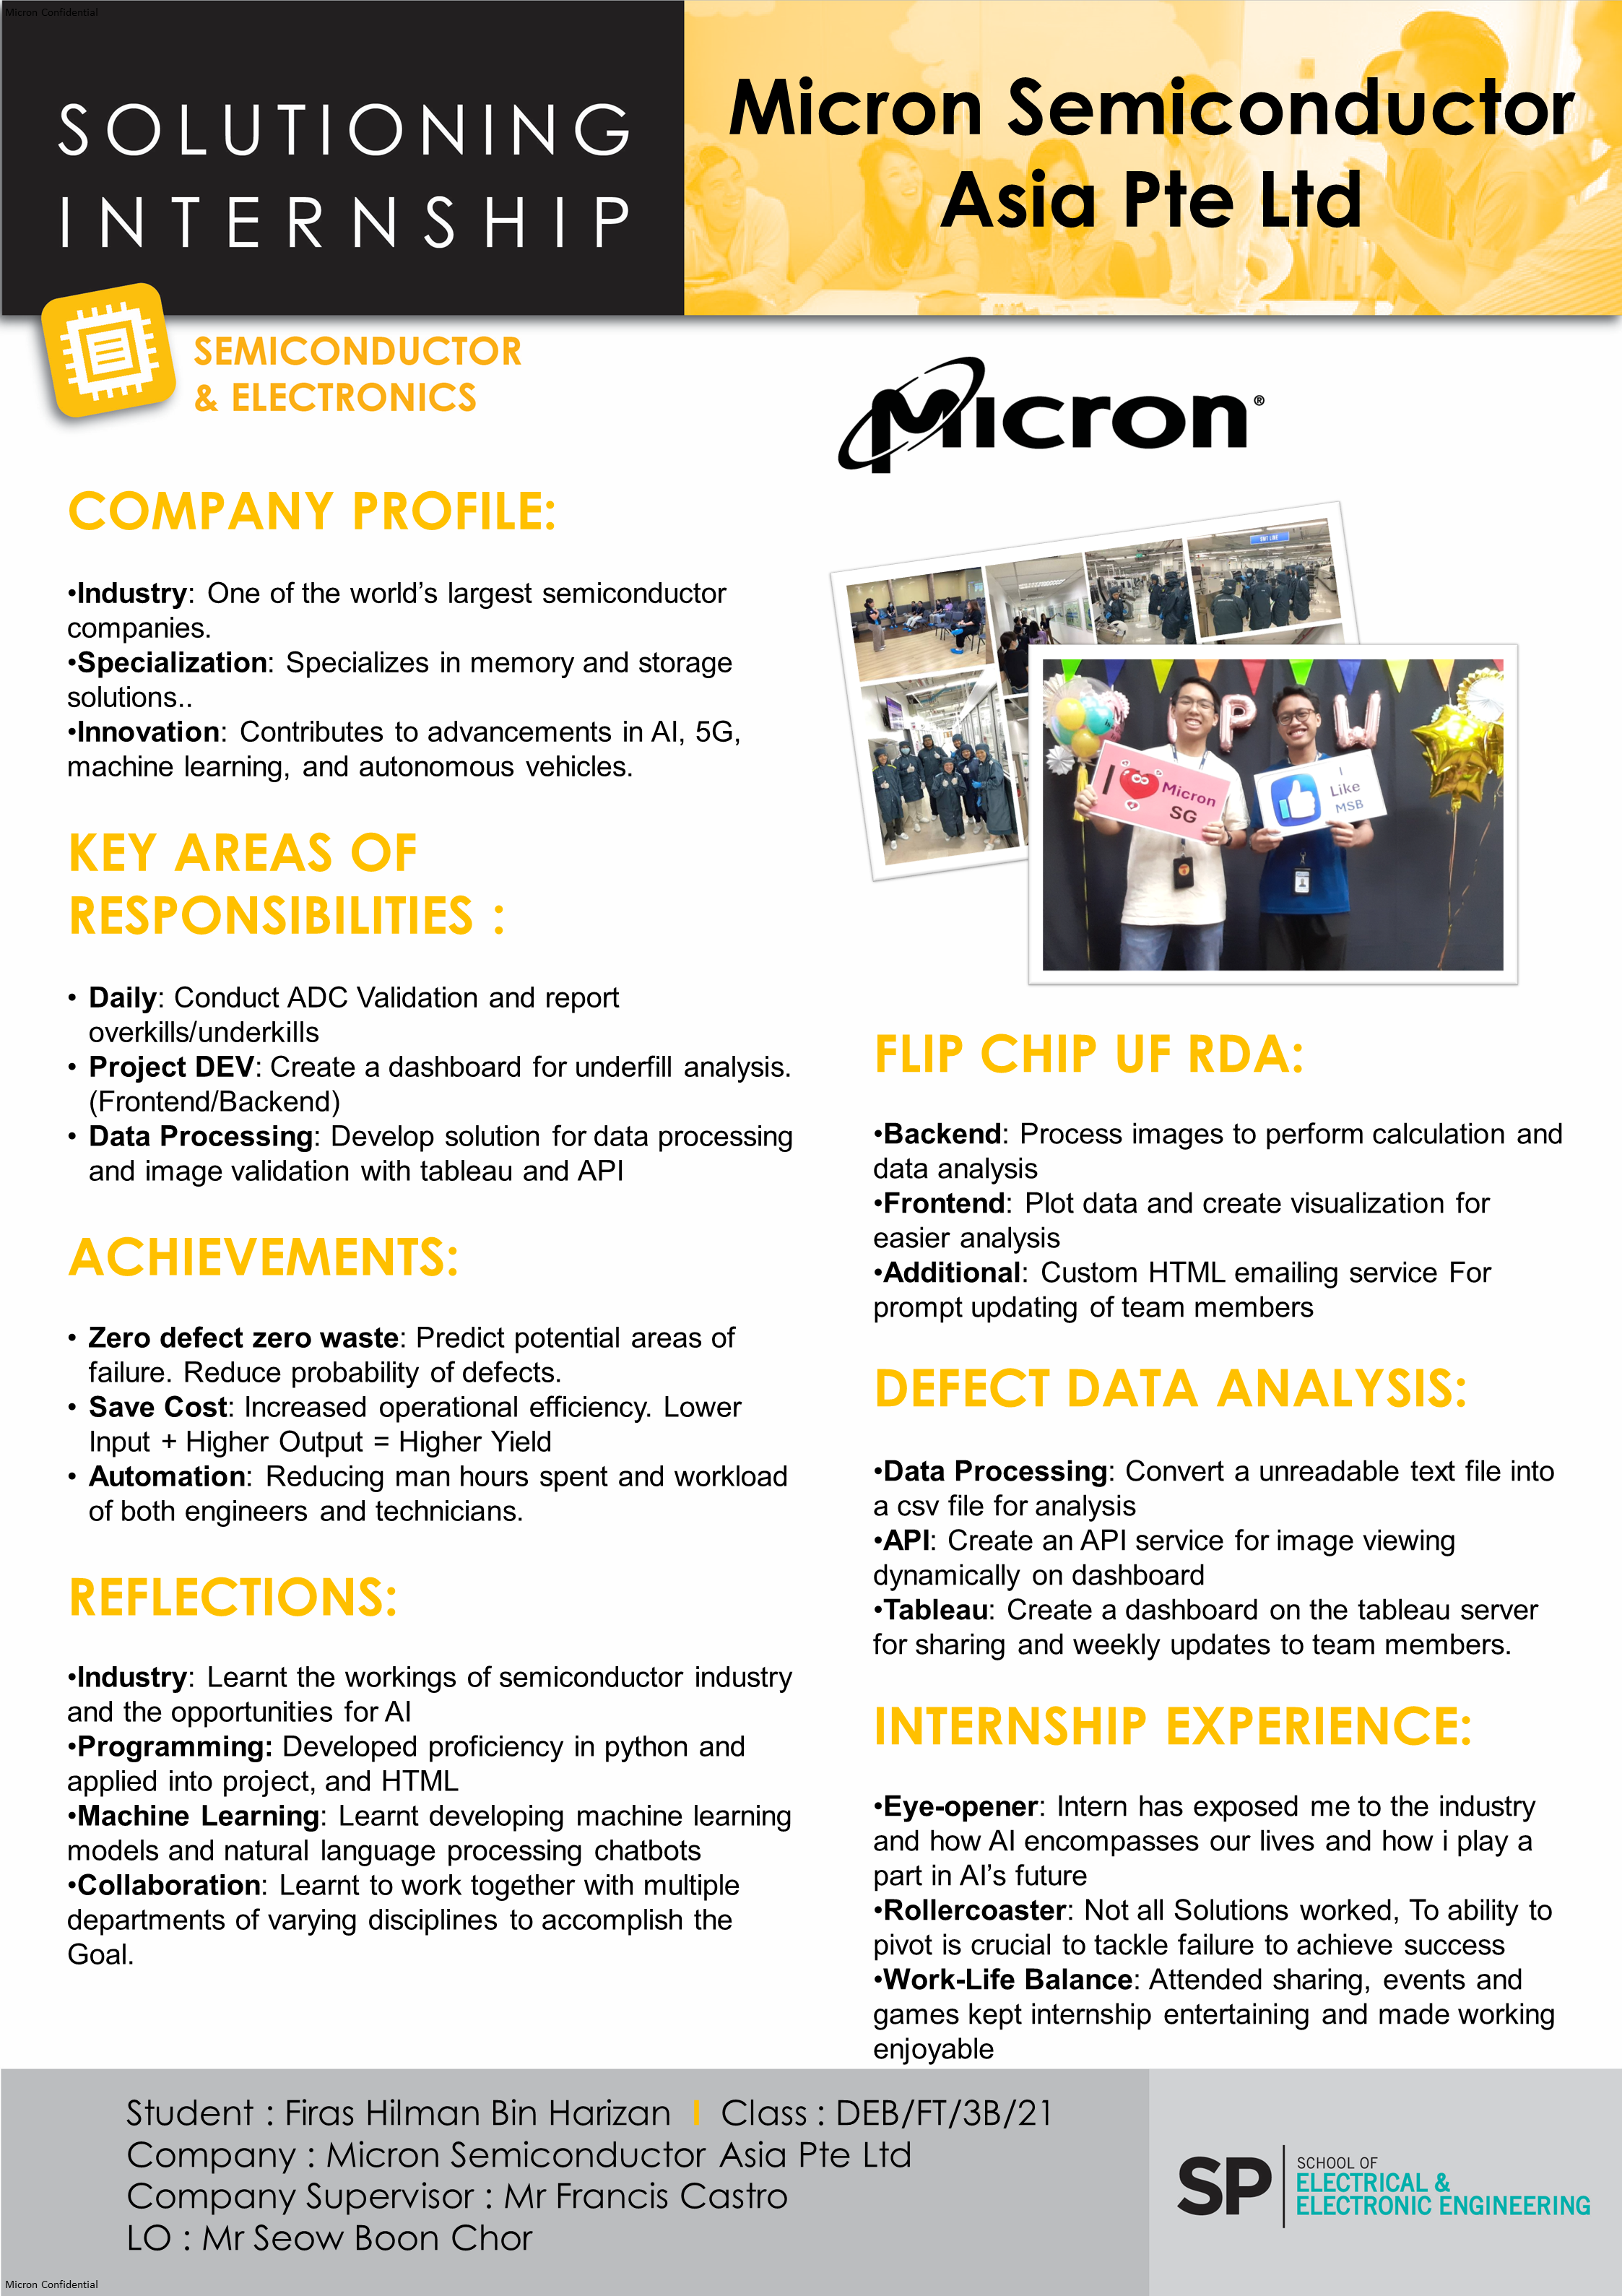 Micron Confidential
SOLUTIONING
INTERNSHIP
Micron Semiconductor
Asia Pte Ltd
SEMICONDUCTOR
& ELECTRONICS
Micron®
COMPANY PROFILE:
•Industry: One of the world’s largest semiconductor
companies.
•Specialization: Specializes in memory and storage
solutions..
•Innovation: Contributes to advancements in AI, 5G,
machine learning, and autonomous vehicles.
KEY AREAS OF
RESPONSIBILITIES :
• Daily: Conduct ADC Validation and report
overkills/underkills
• Project DEV: Create a dashboard for underfill analysis.
(Frontend/Backend)
• Data Processing: Develop solution for data processing
and image validation with tableau and API
ACHIEVEMENTS:
• Zero defect zero waste: Predict potential areas of
failure. Reduce probability of defects.
• Save Cost: Increased operational efficiency. Lower
Input + Higher Output = Higher Yield
• Automation: Reducing man hours spent and workload
of both engineers and technicians.
REFLECTIONS:
•Industry: Learnt the workings of semiconductor industry
and the opportunities for AI
•Programming: Developed proficiency in python and
applied into project, and HTML
•Machine Learning: Learnt developing machine learning
models and natural language processing chatbots
•Collaboration: Learnt to work together with multiple
departments of varying disciplines to accomplish the
Goal.
P
W
I
Micron
SG
I
Like
MSB
FLIP CHIP UF RDA:
•Backend: Process images to perform calculation and
data analysis
•Frontend: Plot data and create visualization for
easier analysis
•Additional: Custom HTML emailing service For
prompt updating of team members
DEFECT DATA ANALYSIS:
•Data Processing: Convert a unreadable text file into
a csv file for analysis
•API: Create an API service for image viewing
dynamically on dashboard
•Tableau: Create a dashboard on the tableau server
for sharing and weekly updates to team members.
INTERNSHIP EXPERIENCE:
•Eye-opener: Intern has exposed me to the industry
and how AI encompasses our lives and how i play a
part in AI’s future
•Rollercoaster: Not all Solutions worked, To ability to
pivot is crucial to tackle failure to achieve success
•Work-Life Balance: Attended sharing, events and
games kept internship entertaining and made working
enjoyable
Student : Firas Hilman Bin Harizan I Class : DEB/FT/3B/21
Company : Micron Semiconductor Asia Pte Ltd
Company Supervisor : Mr Francis Castro
LO : Mr Seow Boon Chor
SP
SCHOOL OF
ELECTRICAL &
ELECTRONIC ENGINEERING
Micron Confidential